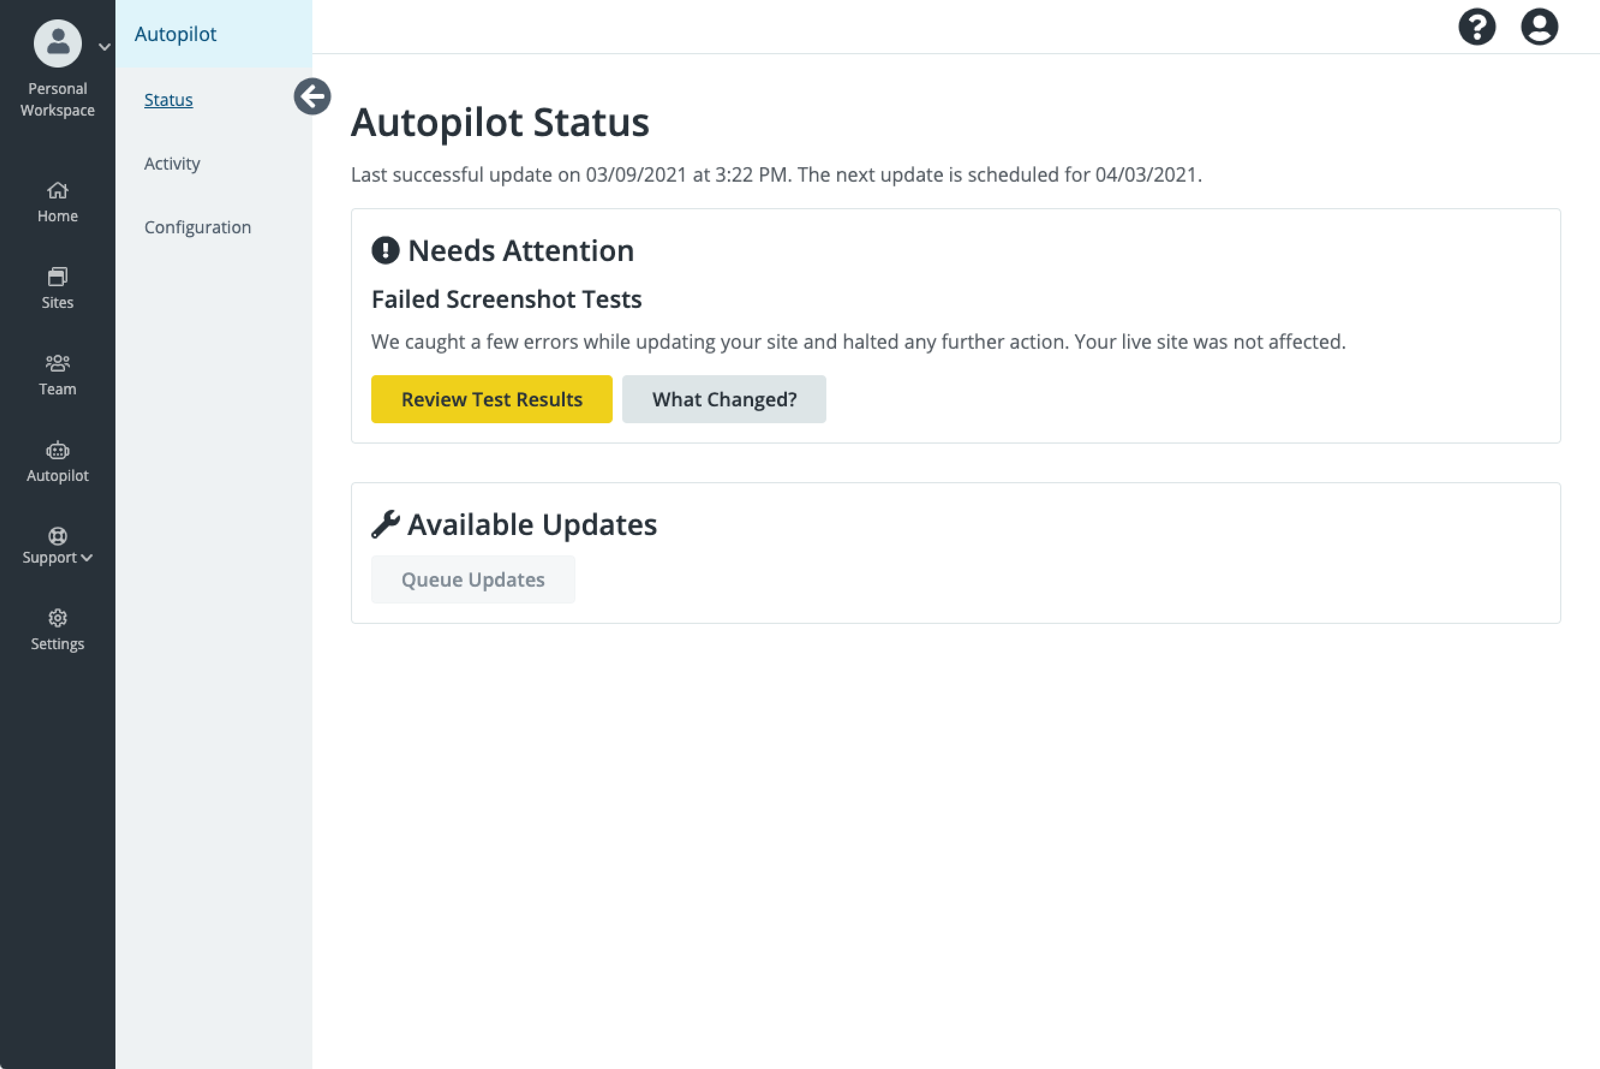 Personal
Workspace
Home
Sites
Team
Autopilot
Support
Settings
Autopilot
Status
Activity
Configuration
Autopilot Status
Last successful update on 03/09/2021 at 3:22 PM. The next update is scheduled for 04/03/2021.
Needs Attention
Failed Screenshot Tests
We caught a few errors while updating your site and halted any further action. Your live site was not affected.
Review Test Results
What Changed?
Available Updates
Queue Updates